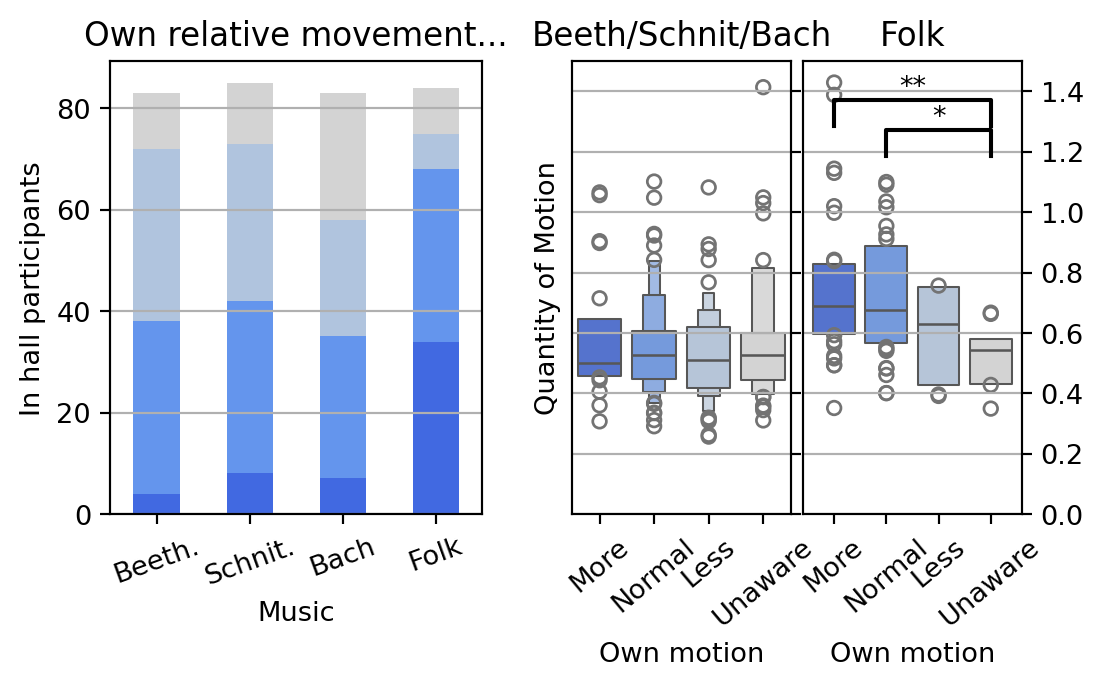 Own relative movement...
Beeth/Schnit/Bach
Folk
In hall participants
80
60
40
20
0
Beeth.
Schnit.
Bach
Folk
Music
Quantity of Motion
**
*
1.4
1.2
1.0
0.8
0.6
0.4
0.2
0.0
More
Normal
Less
Unaware
Own motion
More
Normal
Less
Unaware
Own motion